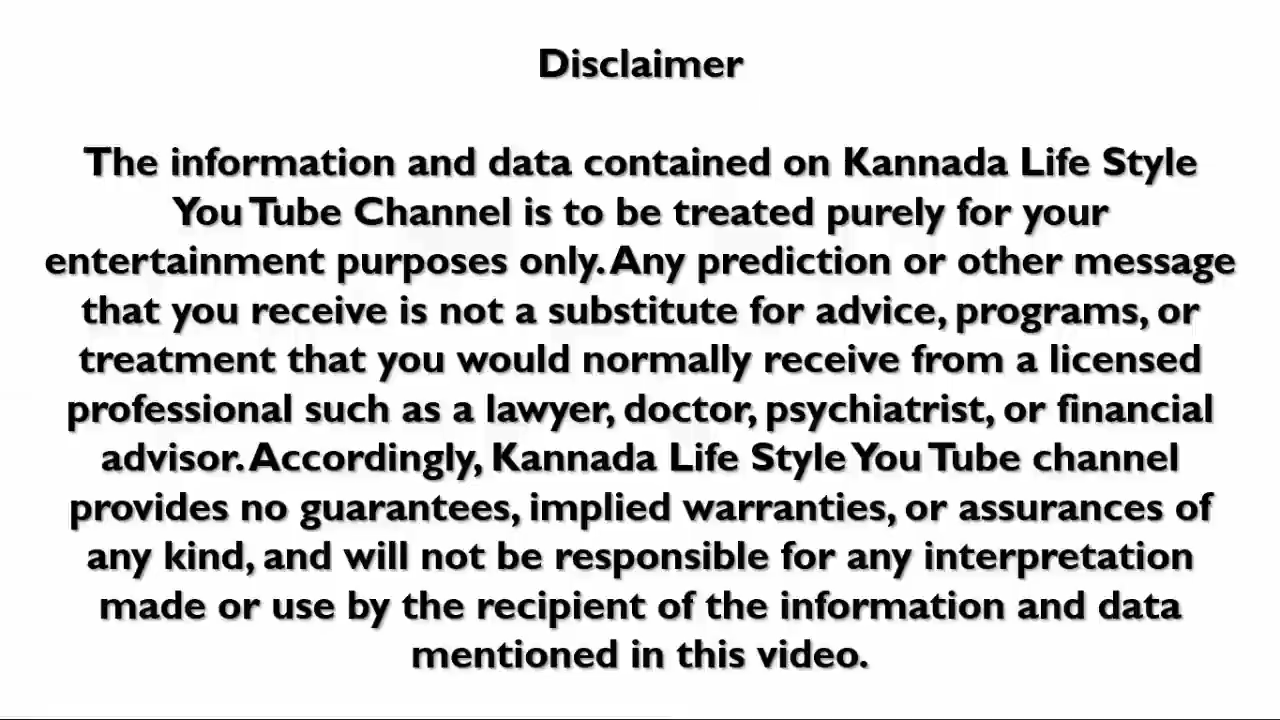 Disclaimer
The information and data contained on Kannada Life Style
You Tube Channel is to be treated purely for your
entertainment purposes only. Any prediction or other message
that you receive is not a substitute for advice, programs, or
treatment that you would normally receive from a licensed
professional such as a lawyer, doctor, psychiatrist, or financial
advisor. Accordingly, Kannada Life Style You Tube channel
provides no guarantees, implied warranties, or assurances of
any kind, and will not be responsible for any interpretation
made or use by the recipient of the information and data
mentioned in this video.